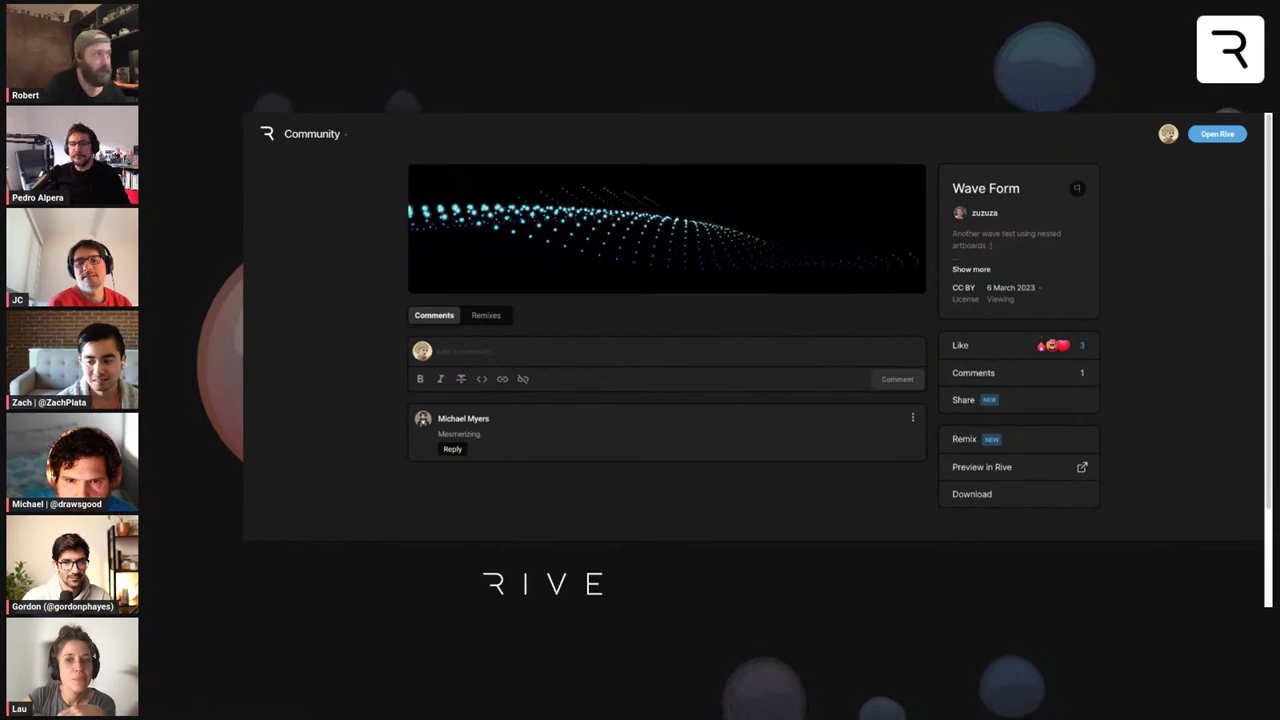 Robert
Pedro Alpera
JC
Zach | @ZachPlata
Michael | @drawsgood
Gordon (@gordonphayes)
Lau
Community
Open Rive
Wave Form
zuzuza
Another wave test using nested
artboards :)
...
Show more
CC BY 6 March 2023
License Viewing
Comments Remixes
Add a comment...
Comment
Michael Myers
Mesmerizing.
Reply
Like 3
Comments 1
Share NEW
Remix NEW
Preview in Rive
Download
RIVE